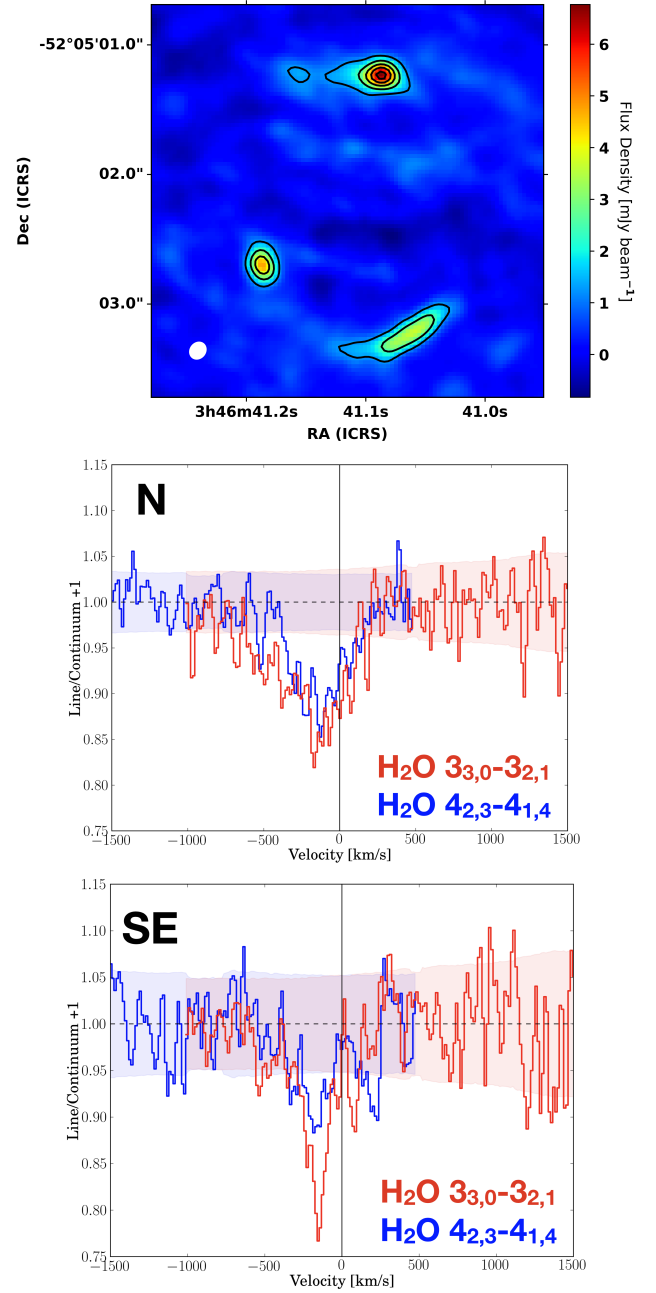 -52°05'01.0"
02.0"
03.0"
Dec (ICRS)
3h46m41.2s 41.1s 41.0s
RA (ICRS)
6
5
4
3
2
1
0
Flux Density [mJy beam⁻¹]
N
1.15
1.10
1.05
1.00
0.95
0.90
0.85
0.80
0.75
Line/Continuum +1
H₂O 3₃,₀-3₂,₁
H₂O 4₂,₃-4₁,₄
−1500 −1000 −500 0 500 1000 1500
Velocity [km/s]
SE
1.15
1.10
1.05
1.00
0.95
0.90
0.85
0.80
0.75
Line/Continuum +1
H₂O 3₃,₀-3₂,₁
H₂O 4₂,₃-4₁,₄
−1500 −1000 −500 0 500 1000 1500
Velocity [km/s]